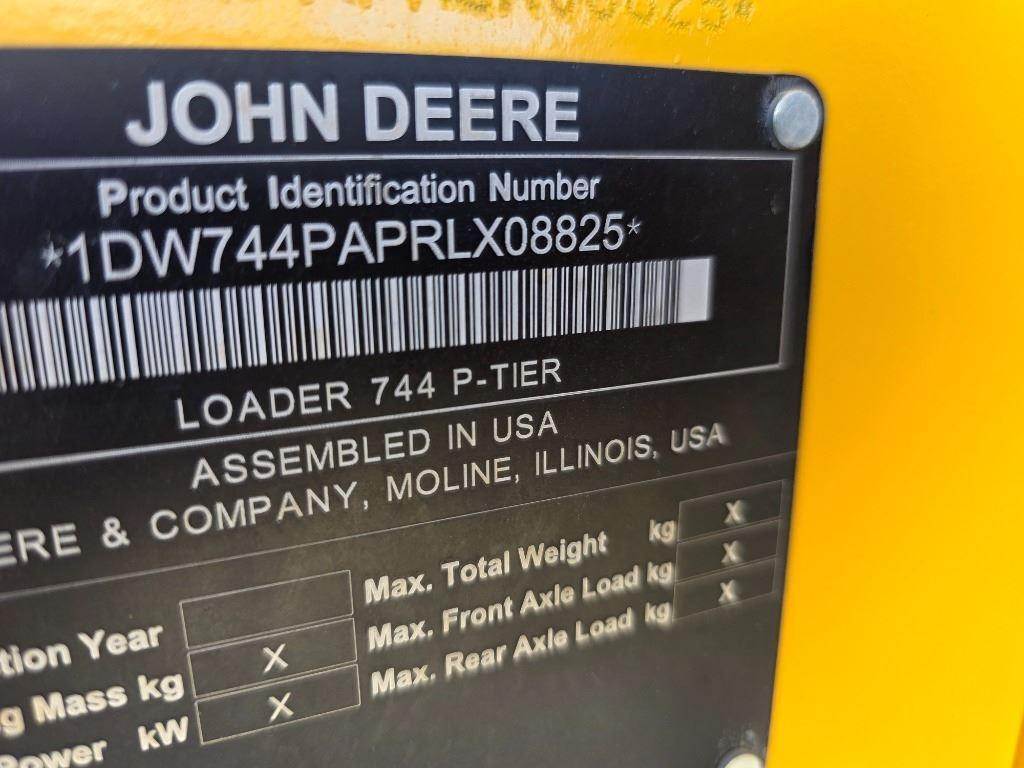 JOHN DEERE
Product Identification Number
*1DW744PAPRLX08825*
LOADER 744 P-TIER
ASSEMBLED IN USA
ERE & COMPANY, MOLINE, ILLINOIS, USA
tion Year
g Mass kg X
Power kW X
Max. Total Weight kg X
Max. Front Axle Load kg X
Max. Rear Axle Load kg X